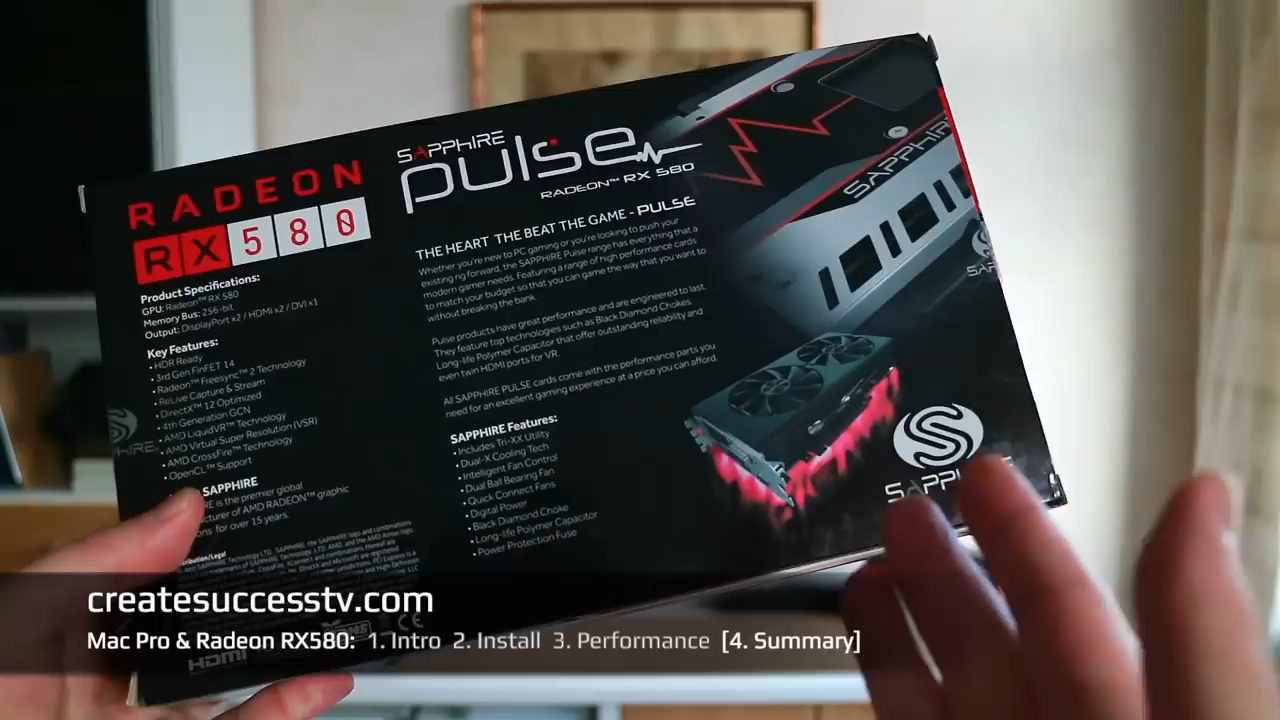 RADEON
RX 580
Product Specifications:
GPU: Radeon™ RX 580
Memory Bus: 256-bit
Output: DisplayPort x2 / HDMI x2 / DVI x1
Key Features:
• HDR Ready
• 3rd Gen FinFET 14
• Radeon™ Freesync™ 2 Technology
• ReLive Capture & Stream
• DirectX™ 12 Optimized
• 4th Generation GCN
• AMD LiquidVR™ Technology
• AMD Virtual Super Resolution (VSR)
• AMD CrossFire™ Technology
• OpenCL™ Support
SAPPHIRE
is the premier global
of AMD RADEON™ graphic
for over 15 years.
SAPPHIRE
pulse
RADEON™ RX 580
THE HEART THE BEAT THE GAME - PULSE
Whether you're new to PC gaming or you're looking to push your
existing rig forward, the SAPPHIRE Pulse range has everything that a
modern gamer needs. Featuring a range of high performance cards
to match your budget so that you can game the way that you want to
without breaking the bank.
Pulse products have great performance and are engineered to last.
They feature top technologies such as Black Diamond Chokes,
Long-life Polymer Capacitor that offer outstanding reliability and
even twin HDMI ports for VR.
All SAPPHIRE PULSE cards come with the performance parts you
need for an excellent gaming experience at a price you can afford.
SAPPHIRE Features:
• Includes Tri-XX Utility
• Dual-X Cooling Tech
• Intelligent Fan Control
• Dual Ball Bearing Fan
• Quick Connect Fans
• Digital Power
• Black Diamond Choke
• Long-life Polymer Capacitor
• Power Protection Fuse
SAPPHIRE
HDMI
CE
createsuccesstv.com
Mac Pro & Radeon RX580: 1. Intro 2. Install 3. Performance [4. Summary]